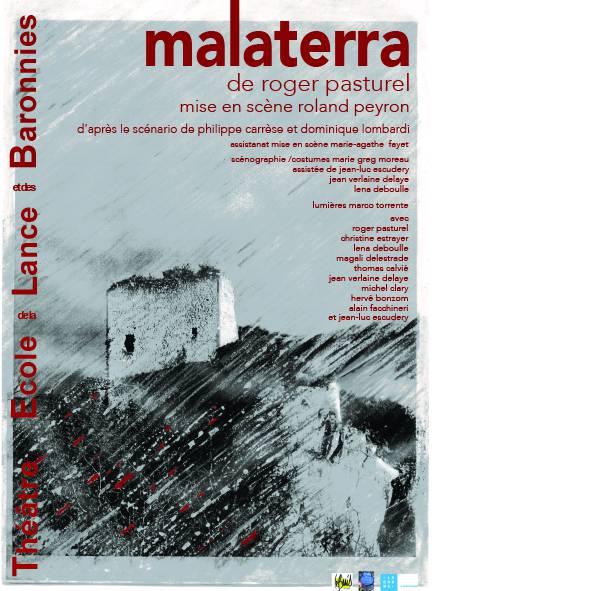 malaterra
de roger pasturel
mise en scène roland peyron
d'après le scénario de philippe carrèse et dominique lombardi
assistanat mise en scène marie-agathe fayet
scénographie /costumes marie greg moreau
assistée de jean-luc escudery
jean verlaine delaye
lena deboulle
lumières marco torrente
avec
roger pasturel
christine estrayer
lena deboulle
magali delestrade
thomas calvié
jean verlaine delaye
michel clary
hervé bonzom
alain facchineri
et jean-luc escudery
Théâtre Ecole de la Lance et des Baronnies